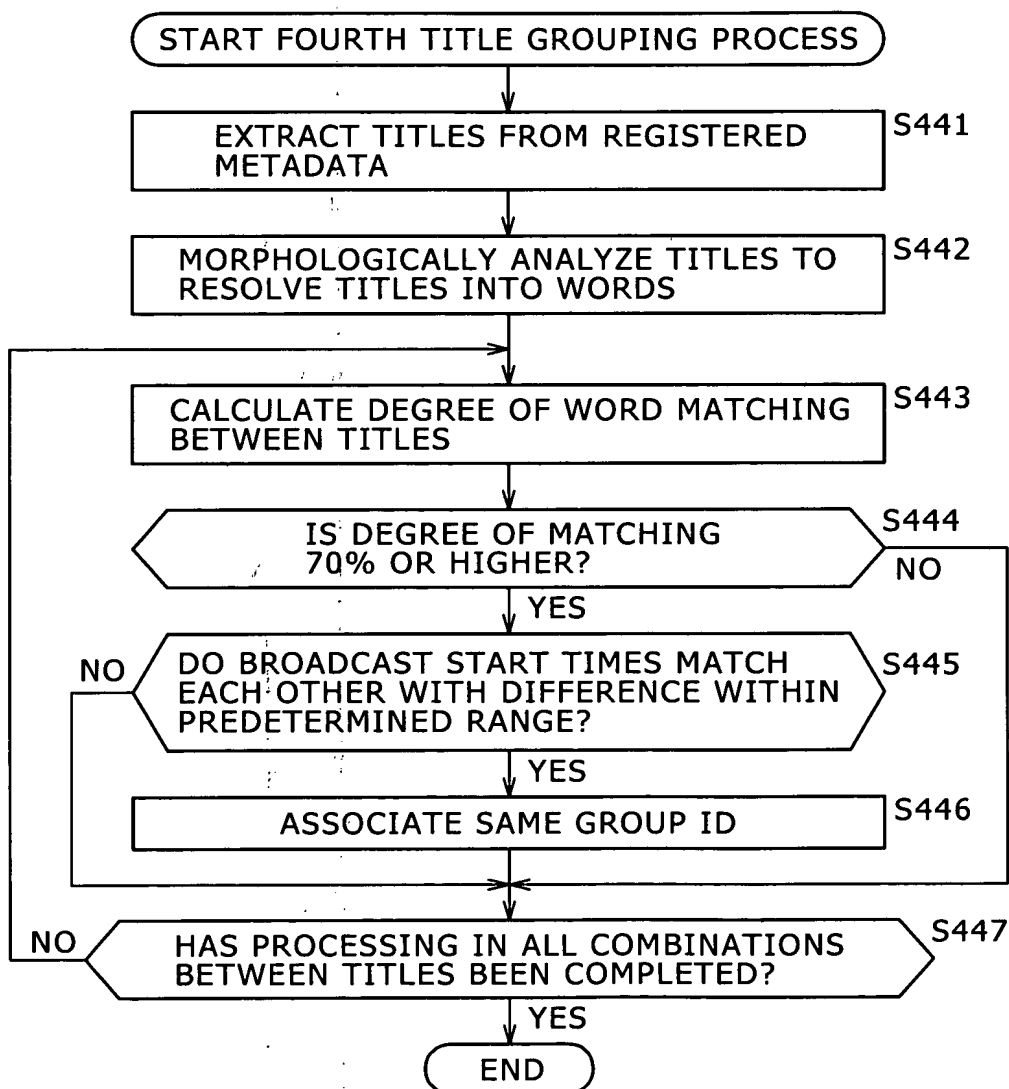 START FOURTH TITLE GROUPING PROCESS
EXTRACT TITLES FROM REGISTERED
METADATA
S441
MORPHOLOGICALLY ANALYZE TITLES TO
RESOLVE TITLES INTO WORDS
S442
CALCULATE DEGREE OF WORD MATCHING
BETWEEN TITLES
S443
IS DEGREE OF MATCHING
70% OR HIGHER?
S444
NO
YES
NO
DO BROADCAST START TIMES MATCH
EACH OTHER WITH DIFFERENCE WITHIN
PREDETERMINED RANGE?
S445
YES
ASSOCIATE SAME GROUP ID
S446
NO
HAS PROCESSING IN ALL COMBINATIONS
BETWEEN TITLES BEEN COMPLETED?
S447
YES
END